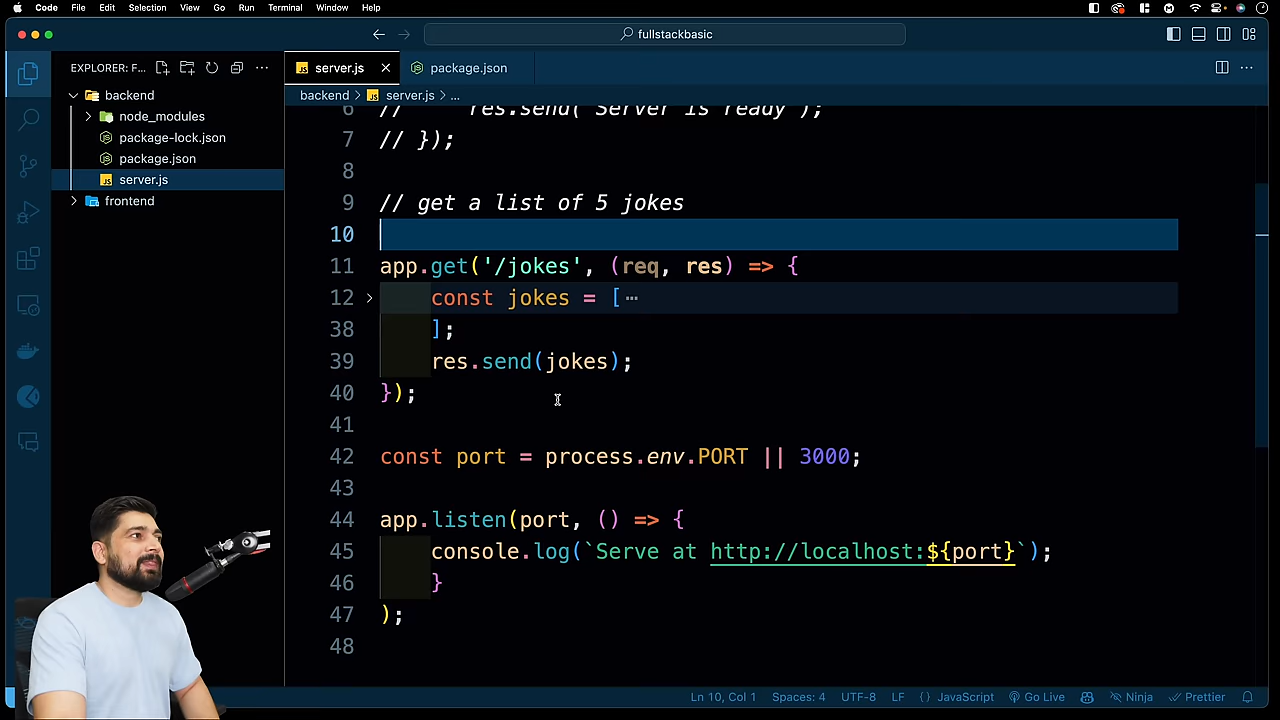 Code File Edit Selection View Go Run Terminal Window Help
fullstackbasic
EXPLORER: F...
server.js
package.json
backend
node_modules
package-lock.json
package.json
server.js
frontend
backend > server.js > ...
6 // res.send('Server is ready');
7 // });
8
9 // get a list of 5 jokes
10
11 app.get('/jokes', (req, res) => {
12 const jokes = [⋯
38 ];
39 res.send(jokes);
40 });
41
42 const port = process.env.PORT || 3000;
43
44 app.listen(port, () => {
45 console.log(`Serve at http://localhost:${port}`);
46 }
47 );
48
Ln 10, Col 1 Spaces: 4 UTF-8 LF {} JavaScript Go Live Ninja Prettier